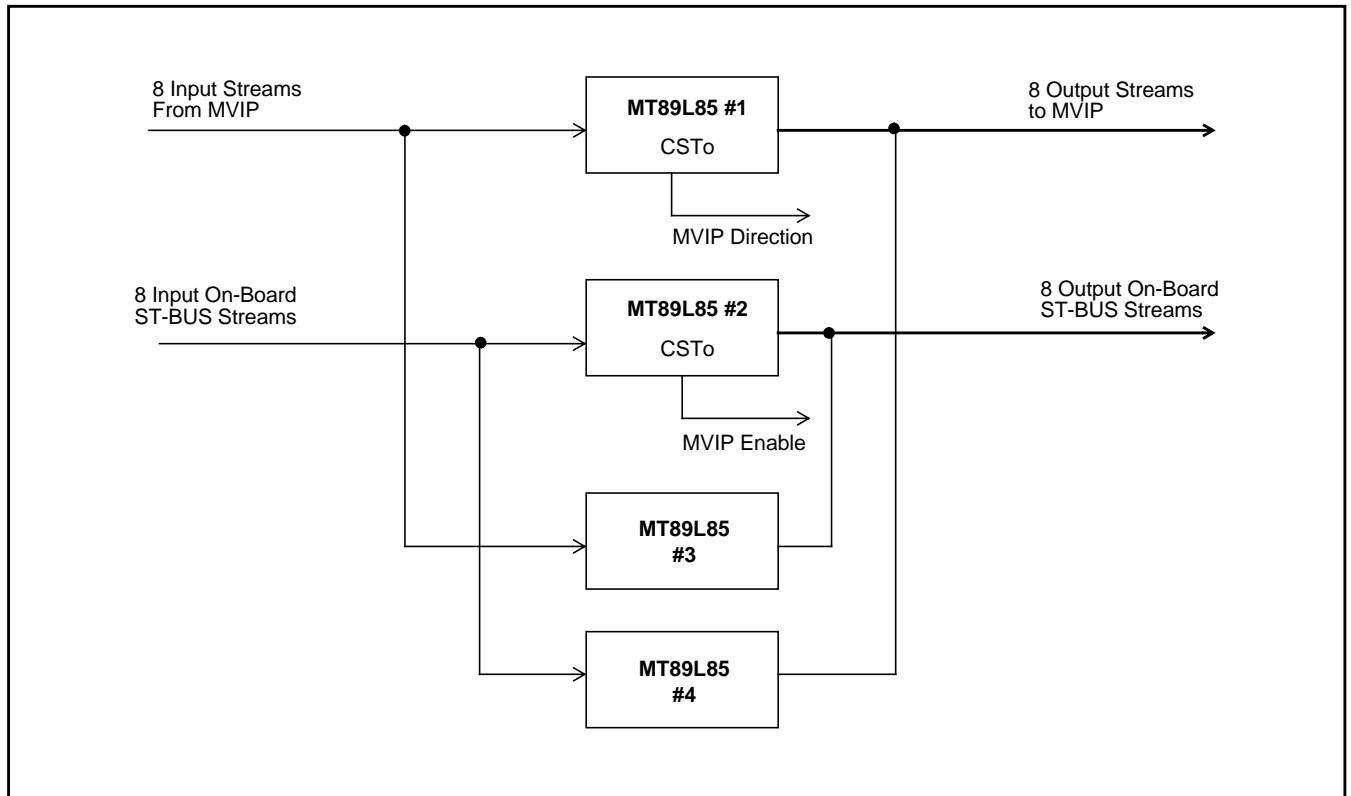 8 Input Streams
From MVIP
MT89L85 #1
CSTo
8 Output Streams
to MVIP
MVIP Direction
8 Input On-Board
ST-BUS Streams
MT89L85 #2
CSTo
8 Output On-Board
ST-BUS Streams
MVIP Enable
MT89L85
#3
MT89L85
#4